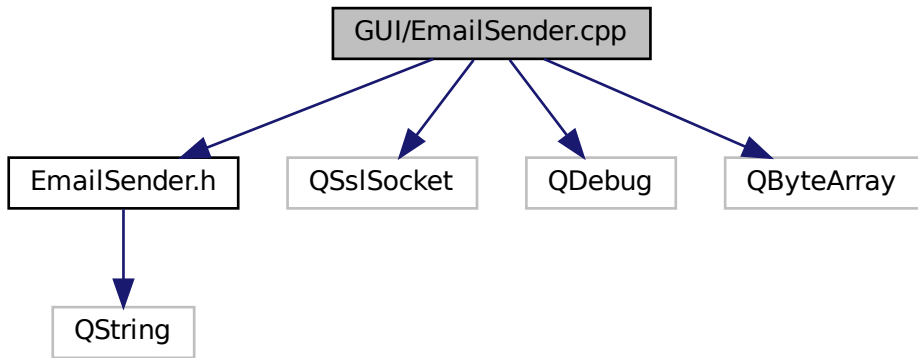 GUI/EmailSender.cpp
EmailSender.h
QSslSocket
QDebug
QByteArray
QString